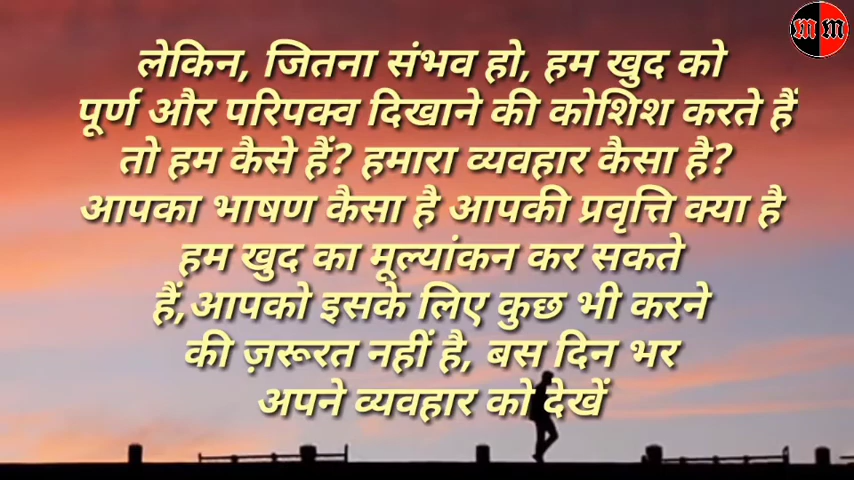 M M
लेकिन, जितना संभव हो, हम खुद को
पूर्ण और परिपक्व दिखाने की कोशिश करते हैं
तो हम कैसे हैं? हमारा व्यवहार कैसा है?
आपका भाषण कैसा है आपकी प्रवृत्ति क्या है
हम खुद का मूल्यांकन कर सकते
हैं,आपको इसके लिए कुछ भी करने
की ज़रूरत नहीं है, बस दिन भर
अपने व्यवहार को देखें